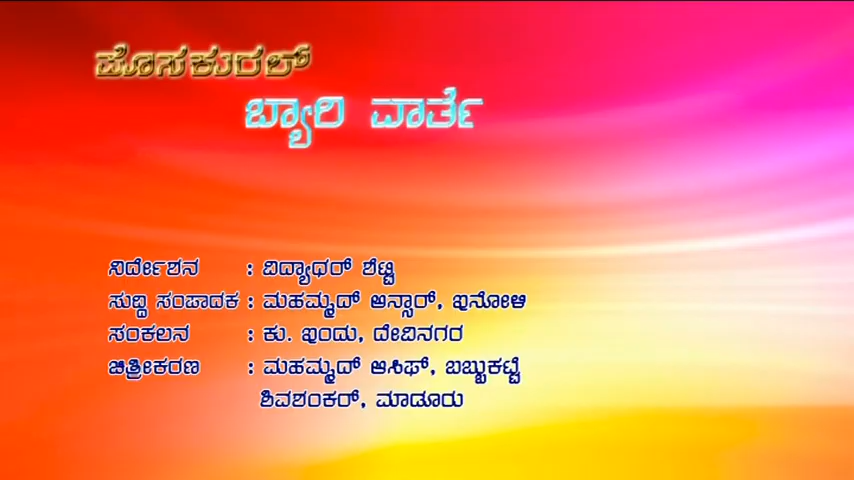 ಪೊಸಕುರಲ್
ಬ್ಯಾರಿ ವಾರ್ತೆ
ನಿರ್ದೇಶನ : ವಿದ್ಯಾಧರ್ ಶೆಟ್ಟಿ
ಸುದ್ದಿ ಸಂಪಾದಕ : ಮಹಮ್ಮದ್ ಅನ್ಸಾರ್, ಇನೋಳಿ
ಸಂಕಲನ : ಕು. ಇಂದು, ದೇವಿನಗರ
ಚಿತ್ರೀಕರಣ : ಮಹಮ್ಮದ್ ಆಸಿಫ್, ಬಬ್ಬುಕಟ್ಟೆ
ಶಿವಶಂಕರ್, ಮಾಡೂರು